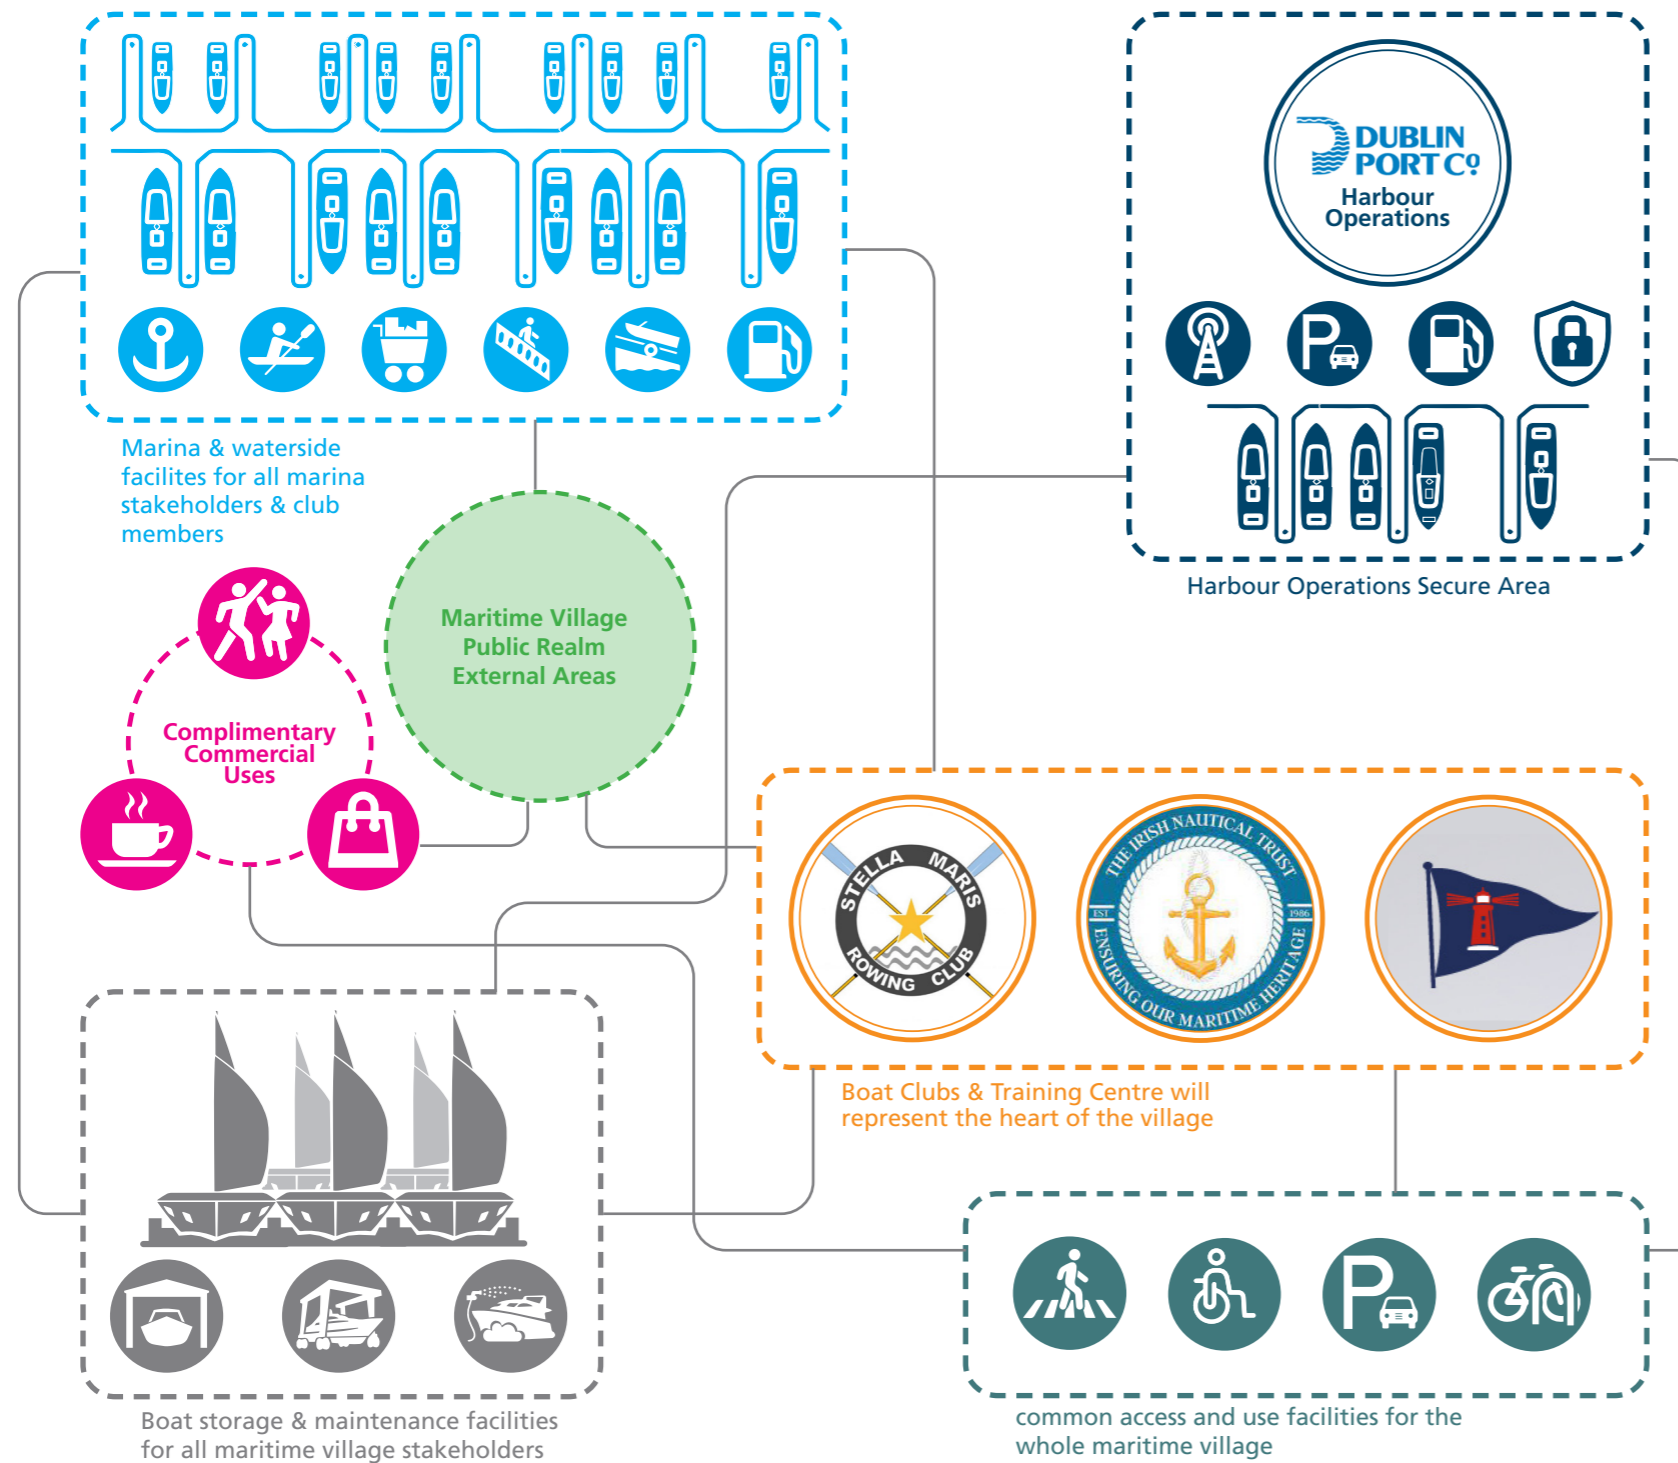 DUBLIN
PORT Co.
Harbour
Operations
P
Marina & waterside
facilites for all marina
stakeholders & club
members
Harbour Operations Secure Area
Maritime Village
Public Realm
External Areas
Complimentary
Commercial
Uses
STELLA MARIS
ROWING CLUB
THE IRISH NAUTICAL TRUST
EST 1986
ENSURING OUR MARITIME HERITAGE
Boat Clubs & Training Centre will
represent the heart of the village
P
Boat storage & maintenance facilities
for all maritime village stakeholders
common access and use facilities for the
whole maritime village